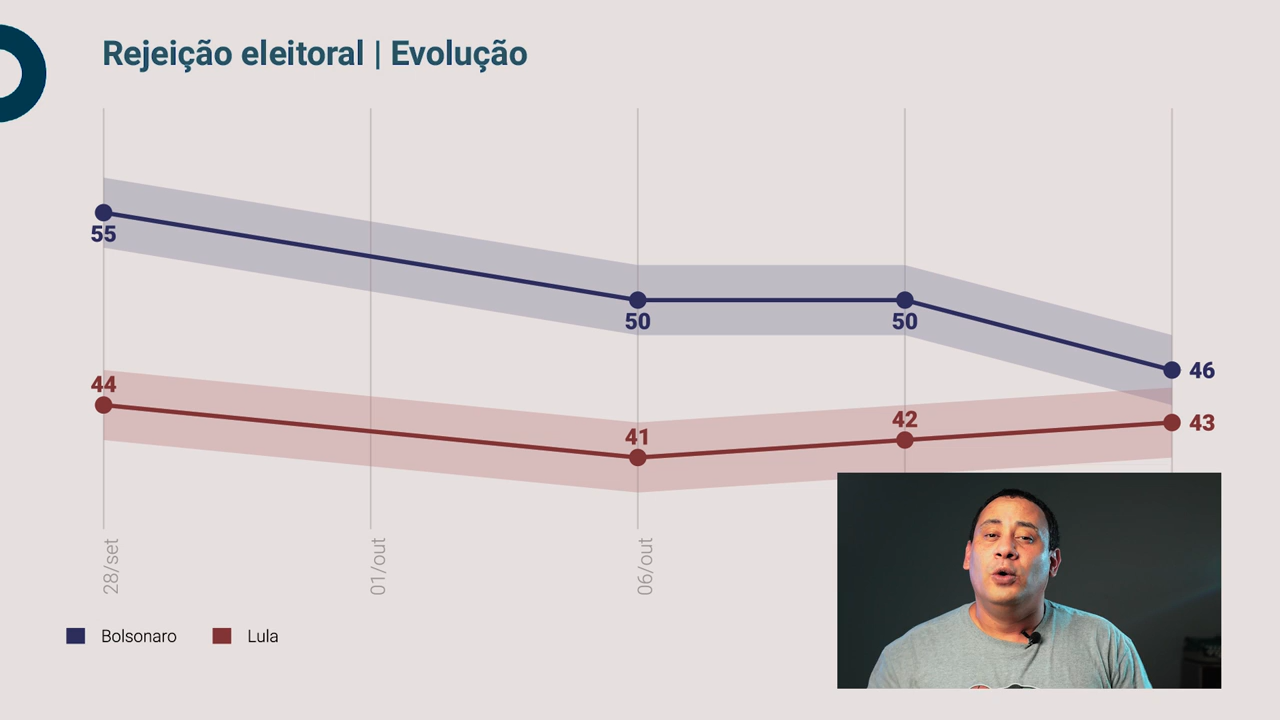 Rejeição eleitoral | Evolução
55
50
50
46
44
41
42
43
28/set
01/out
06/out
Bolsonaro
Lula